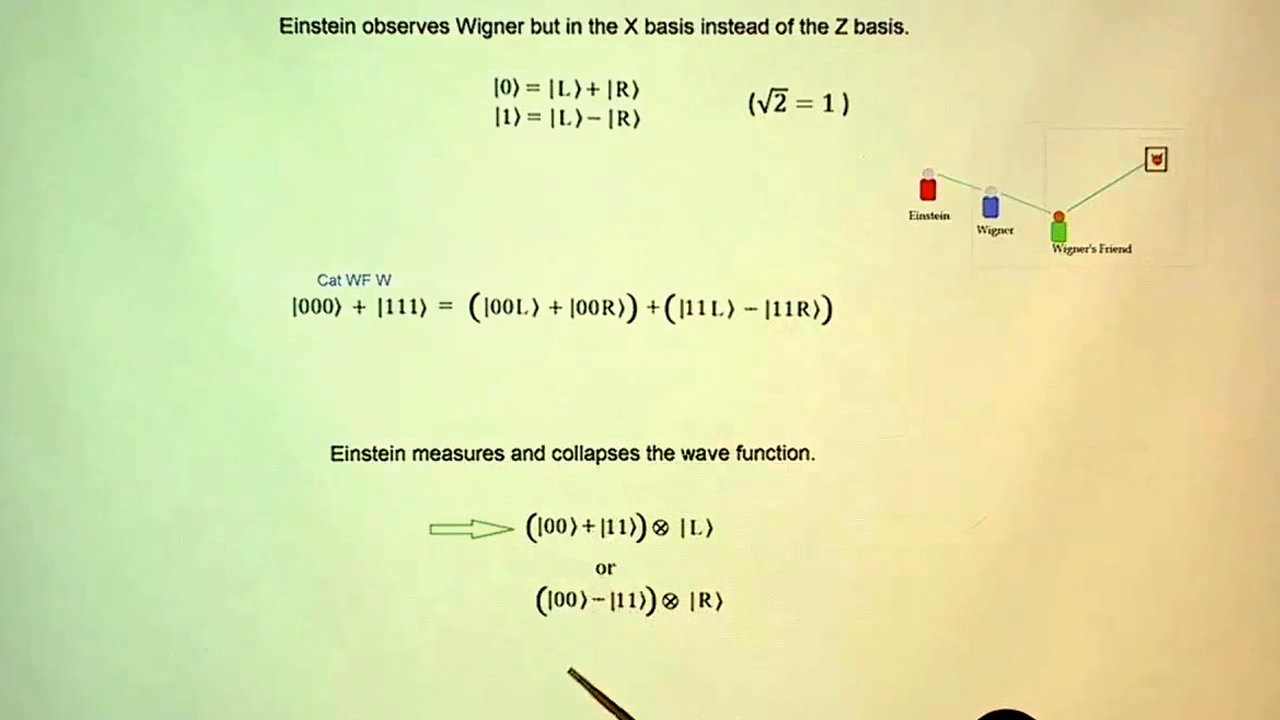 Einstein observes Wigner but in the X basis instead of the Z basis.
|0⟩ = |L⟩ + |R⟩
|1⟩ = |L⟩ − |R⟩
(√2 = 1)
Einstein
Wigner
Wigner's Friend
Cat WF W
|000⟩ + |111⟩ = (|00L⟩ + |00R⟩) + (|11L⟩ − |11R⟩)
Einstein measures and collapses the wave function.
(|00⟩ + |11⟩) ⊗ |L⟩
or
(|00⟩ − |11⟩) ⊗ |R⟩